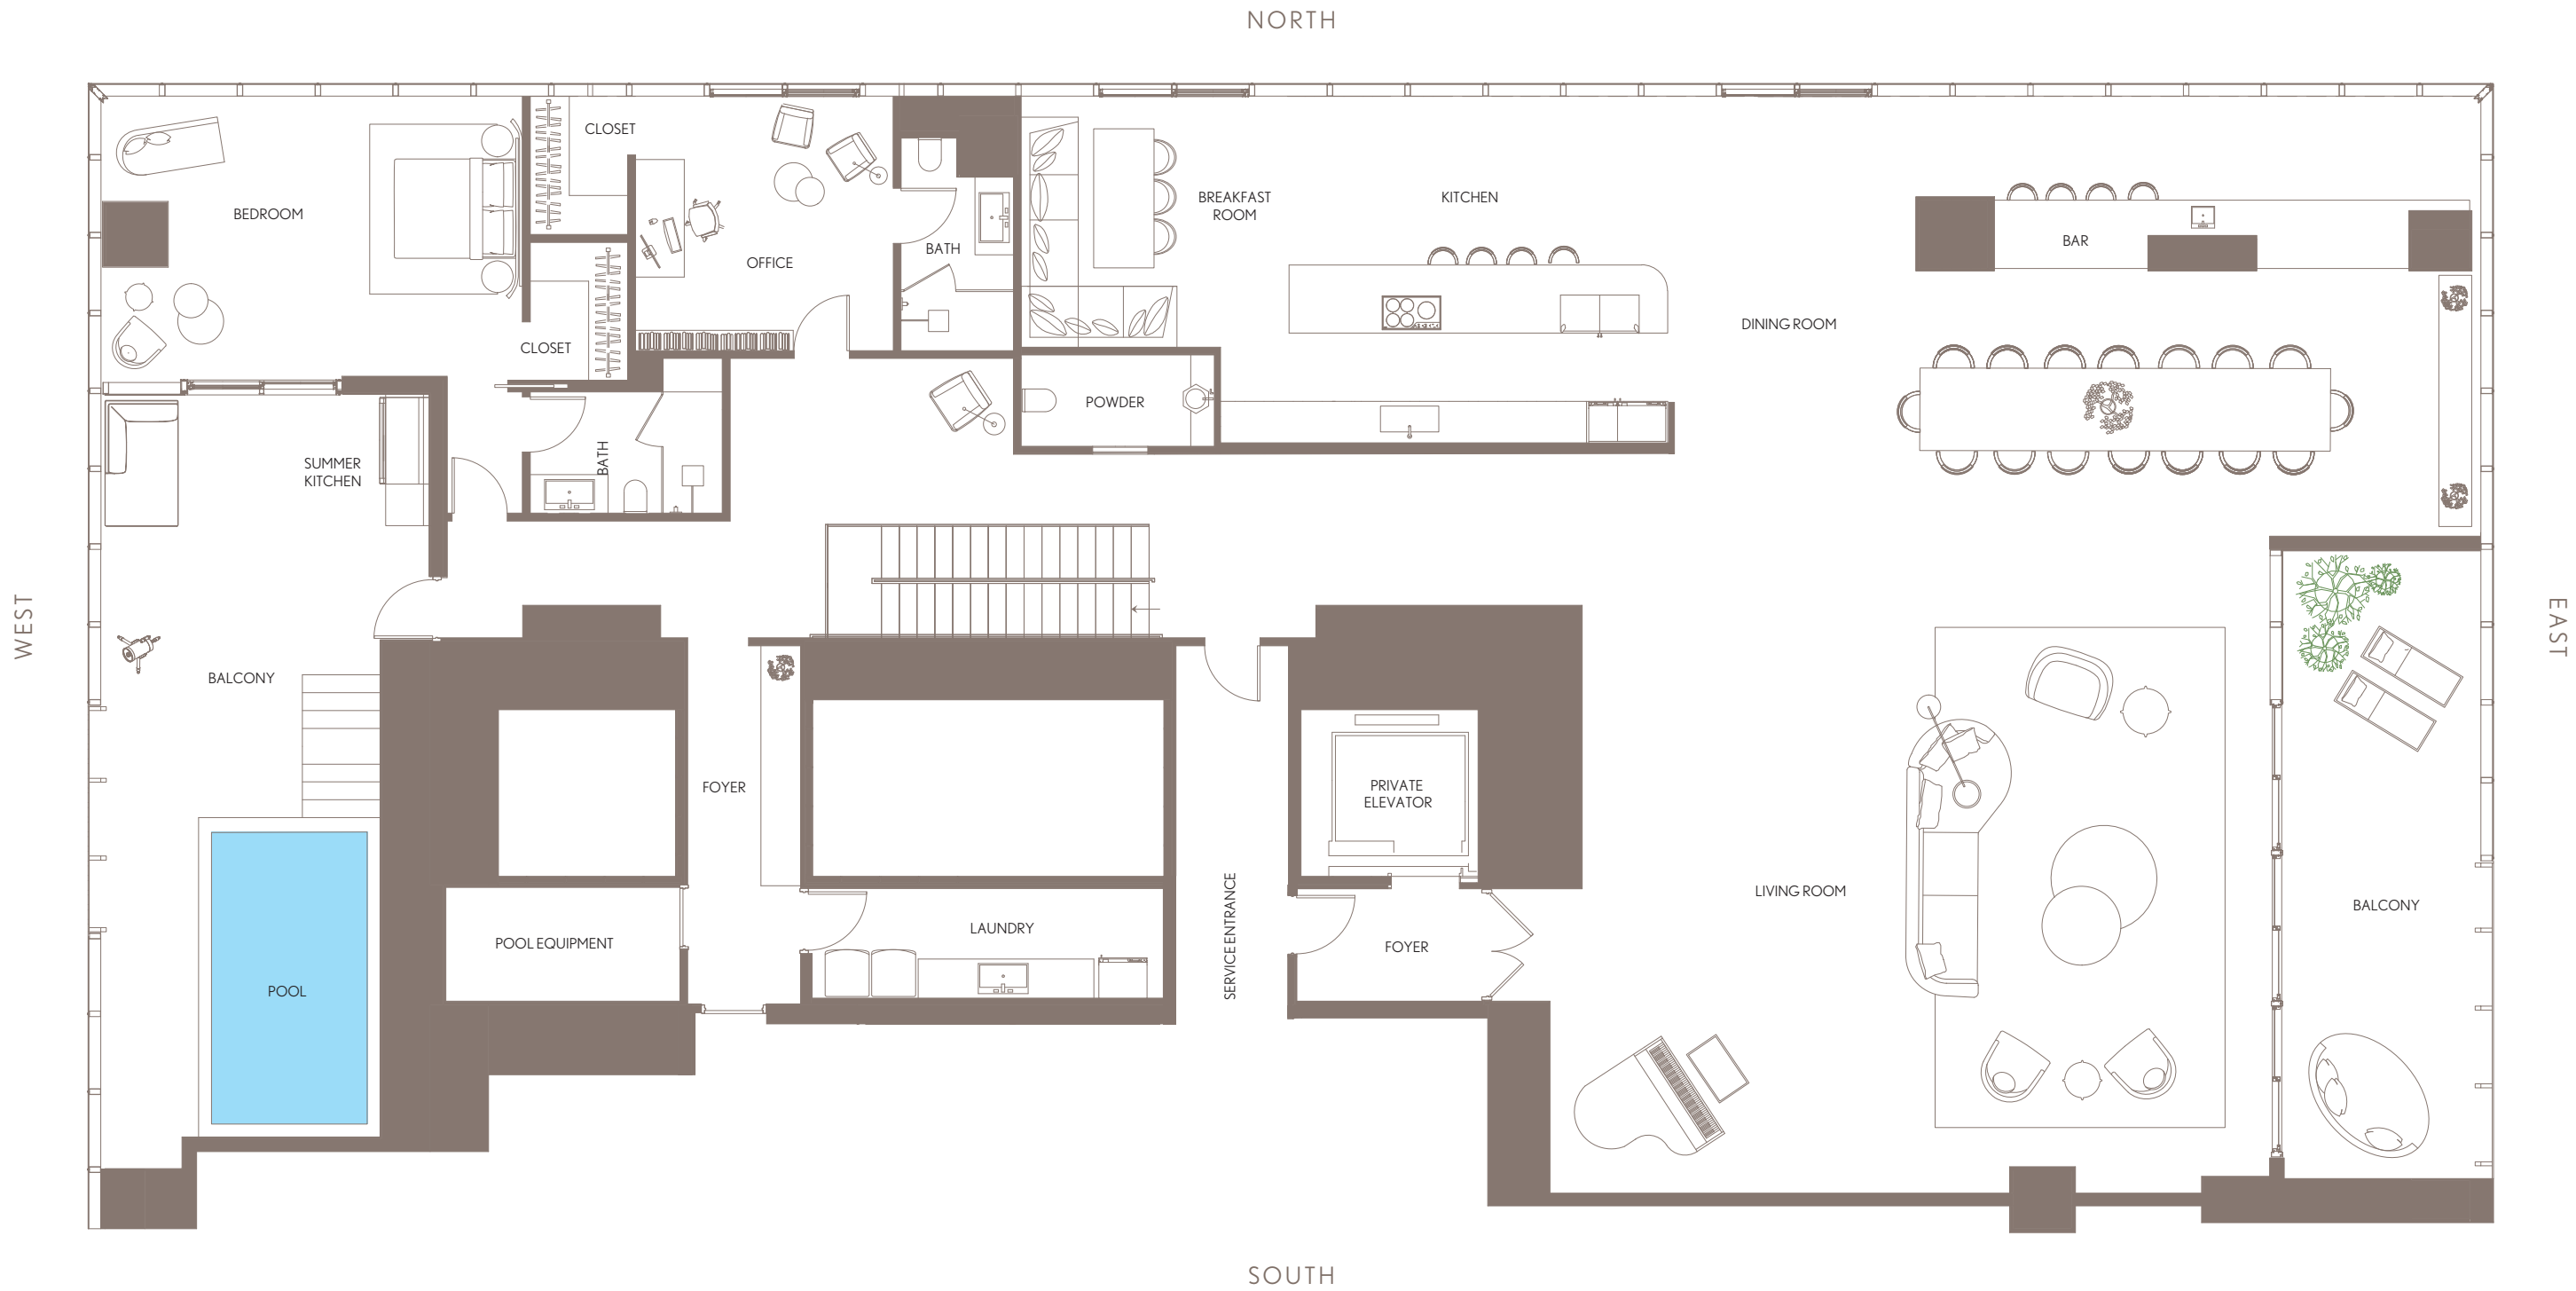 NORTH
CLOSET
BEDROOM
OFFICE
BATH
BREAKFAST
ROOM
KITCHEN
BAR
DINING ROOM
CLOSET
POWDER
SUMMER
KITCHEN
BATH
WEST
EAST
BALCONY
FOYER
PRIVATE
ELEVATOR
LIVING ROOM
BALCONY
LAUNDRY
SERVICE ENTRANCE
FOYER
POOL EQUIPMENT
POOL
SOUTH